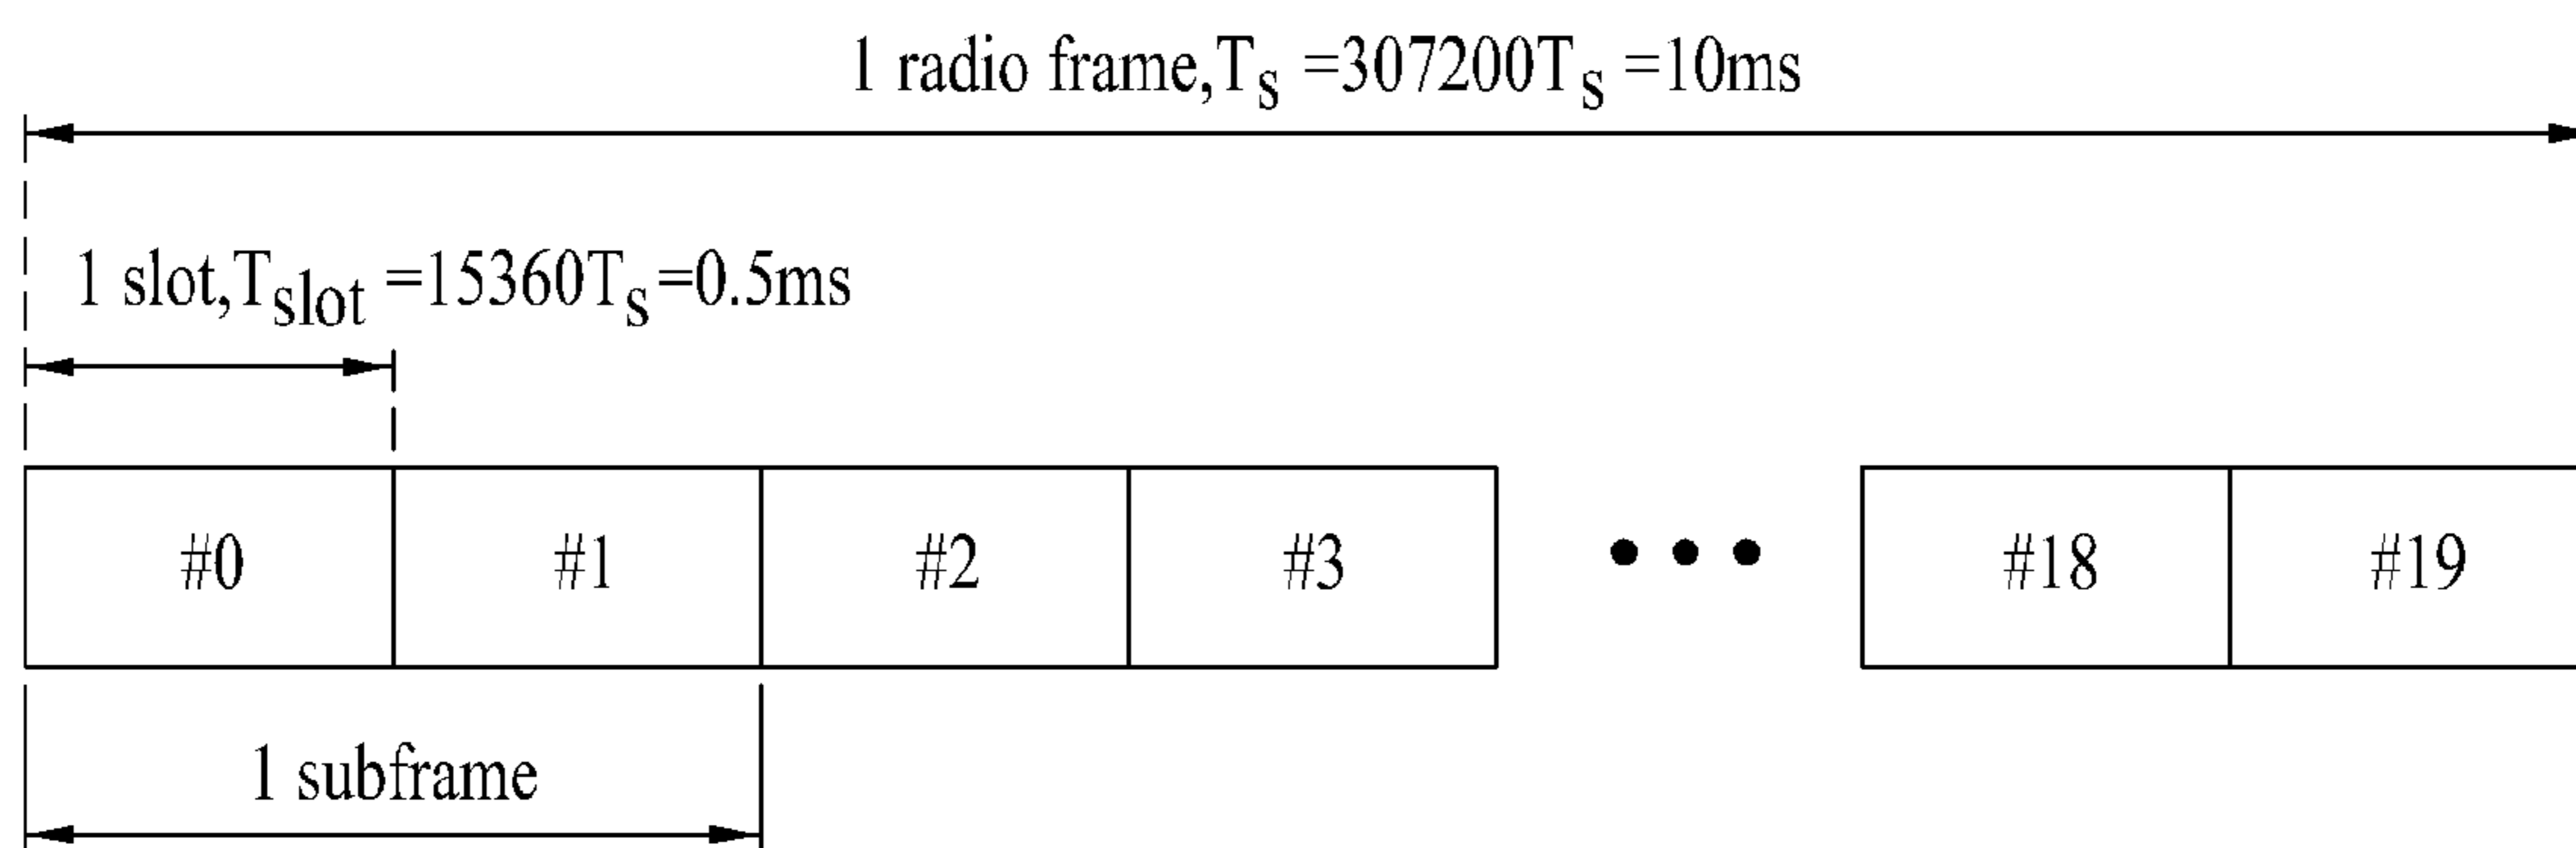 1 radio frame,Ts =307200Ts =10ms
1 slot,Tslot =15360Ts=0.5ms
#0 #1 #2 #3 ••• #18 #19
1 subframe